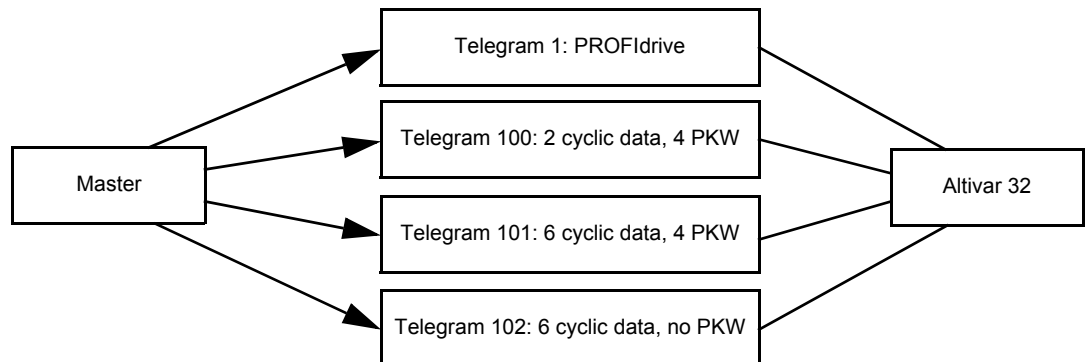 Telegram 1: PROFIdrive
Telegram 100: 2 cyclic data, 4 PKW
Master
Altivar 32
Telegram 101: 6 cyclic data, 4 PKW
Telegram 102: 6 cyclic data, no PKW